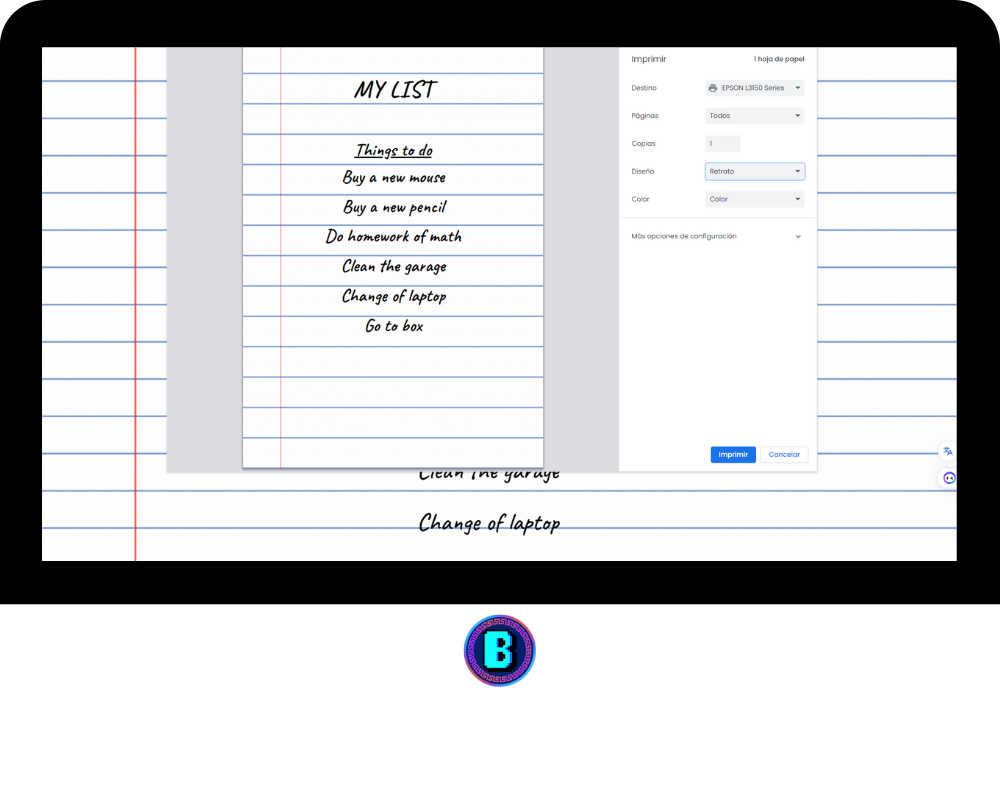 MY LIST
Things to do
Buy a new mouse
Buy a new pencil
Do homework of math
Clean the garage
Change of laptop
Go to box
Imprimir
1 hoja de papel
Destino
EPSON L3150 Series
Páginas
Todos
Copias
1
Diseño
Retrato
Color
Color
Más opciones de configuración
Imprimir
Cancelar
Clean the garage
Change of laptop
B